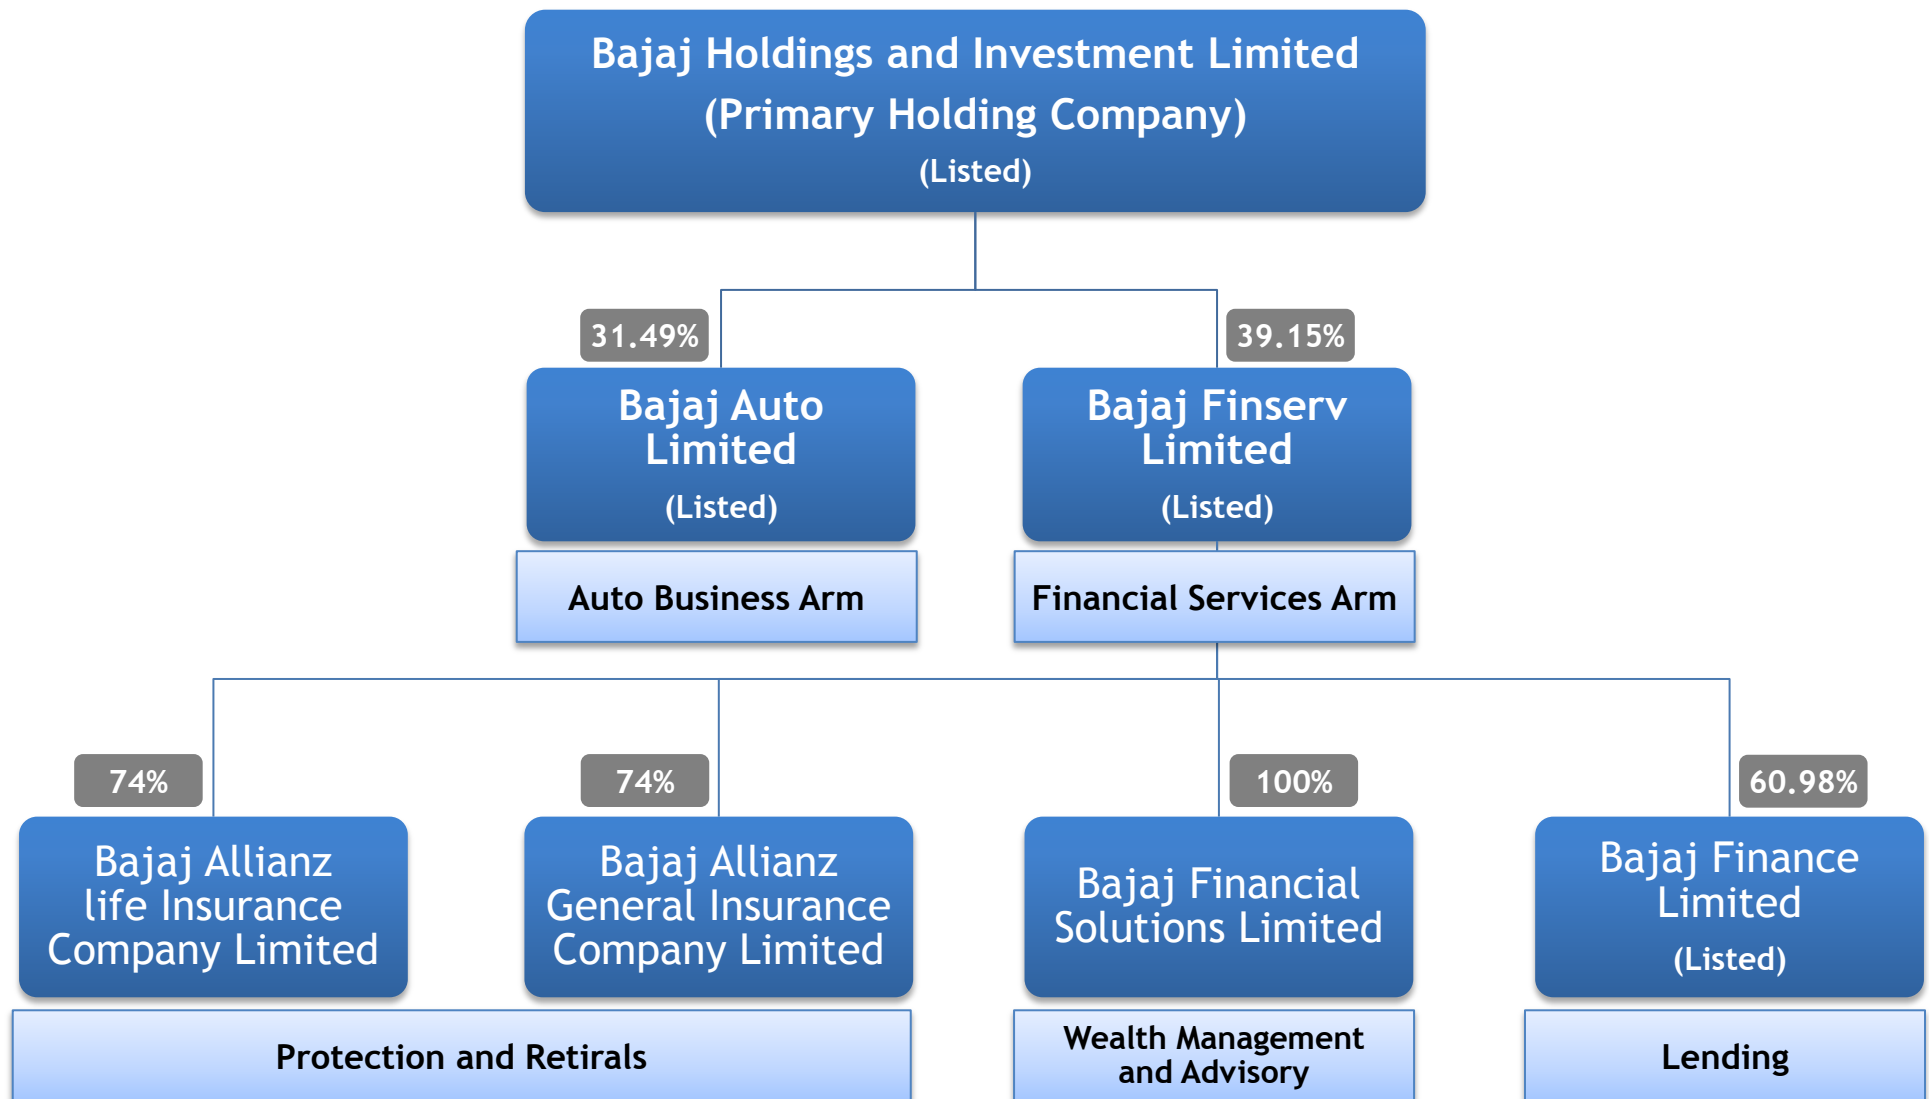 Bajaj Holdings and Investment Limited
(Primary Holding Company)
(Listed)
31.49%
39.15%
Bajaj Auto
Limited
(Listed)
Bajaj Finserv
Limited
(Listed)
Auto Business Arm
Financial Services Arm
74%
74%
100%
60.98%
Bajaj Allianz
life Insurance
Company Limited
Bajaj Allianz
General Insurance
Company Limited
Bajaj Financial
Solutions Limited
Bajaj Finance
Limited
(Listed)
Protection and Retirals
Wealth Management
and Advisory
Lending